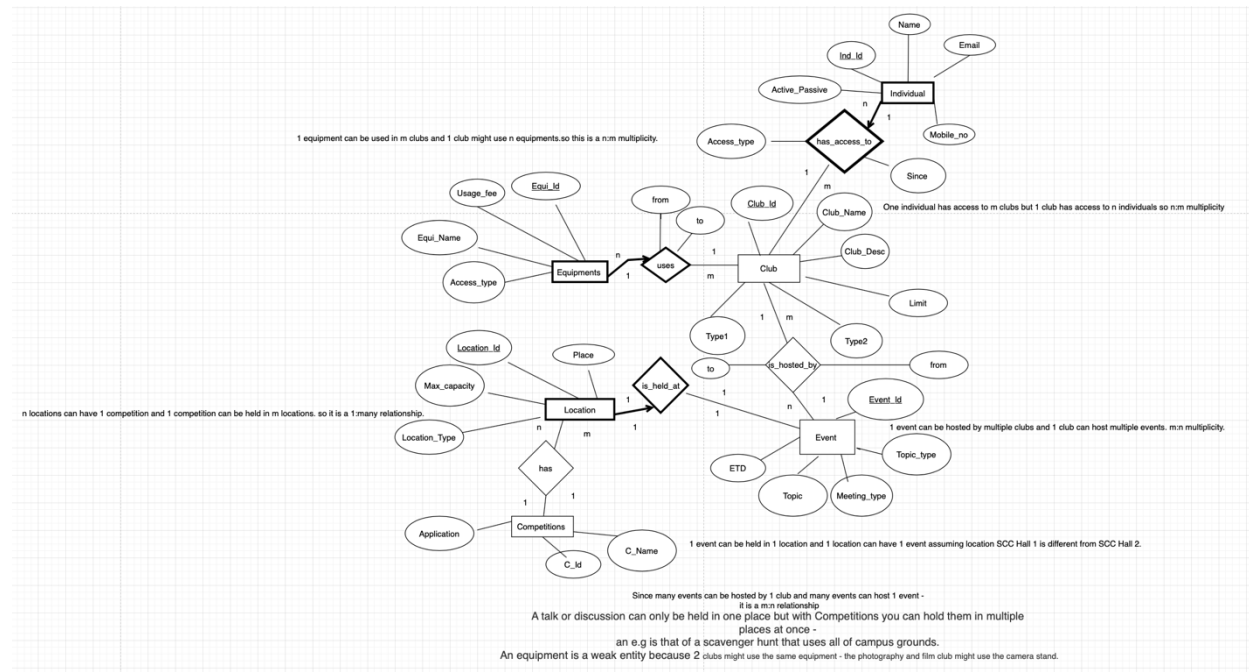 Name
Email
Ind_Id
Active_Passive
Individual
n
1
Mobile_no
1 equipment can be used in m clubs and 1 club might use n equipments.so this is a n:m multiplicity.
Access_type
has_access_to
Since
1
m
Usage_fee
Equi_Id
from
to
Club_Id
Club_Name
One individual has access to m clubs but 1 club has access to n individuals so n:m multiplicity
Equi_Name
Club_Desc
n
1
Equipments
uses
Club
1
m
Access_type
Limit
Type1
1
m
Type2
Location_Id
Place
to
is_hosted_by
from
Max_capacity
is_held_at
n locations can have 1 competition and 1 competition can be held in m locations. so it is a 1:many relationship.
Location
1
1
1
1
n
1
Event_Id
1 event can be hosted by multiple clubs and 1 club can host multiple events. m:n multiplicity.
Location_Type
n
m
Event
Topic_type
has
ETD
Topic
Meeting_type
1
1
Application
Competitions
C_Name
C_Id
1 event can be held in 1 location and 1 location can have 1 event assuming location SCC Hall 1 is different from SCC Hall 2.
Since many events can be hosted by 1 club and many events can host 1 event -
it is a m:n relationship
A talk or discussion can only be held in one place but with Competitions you can hold them in multiple
places at once -
an e.g is that of a scavenger hunt that uses all of campus grounds.
An equipment is a weak entity because 2 clubs might use the same equipment - the photography and film club might use the camera stand.